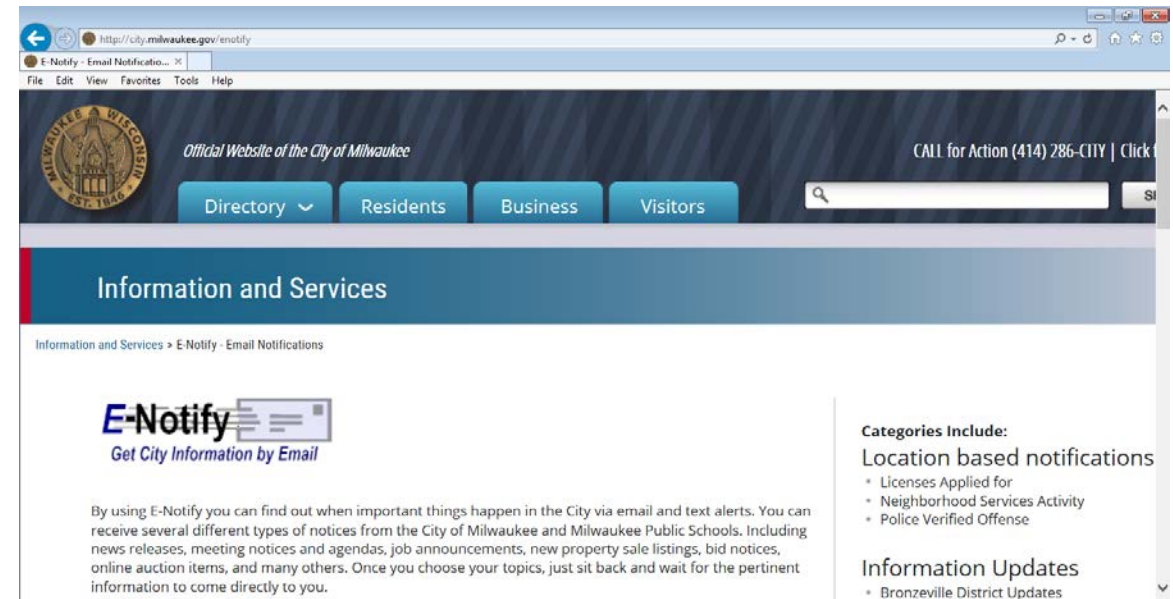 http://city.milwaukee.gov/enotify
E-Notify - Email Notificatio...
File Edit View Favorites Tools Help
MILWAUKEE WISCONSIN
EST. 1846
Official Website of the City of Milwaukee
CALL for Action (414) 286-CITY | Click
Directory Residents Business Visitors
Information and Services
Information and Services » E-Notify - Email Notifications
E-Notify
Get City Information by Email
By using E-Notify you can find out when important things happen in the City via email and text alerts. You can
receive several different types of notices from the City of Milwaukee and Milwaukee Public Schools. Including
news releases, meeting notices and agendas, job announcements, new property sale listings, bid notices,
online auction items, and many others. Once you choose your topics, just sit back and wait for the pertinent
information to come directly to you.
Categories Include:
Location based notifications
Licenses Applied for
Neighborhood Services Activity
Police Verified Offense
Information Updates
Bronzeville District Updates